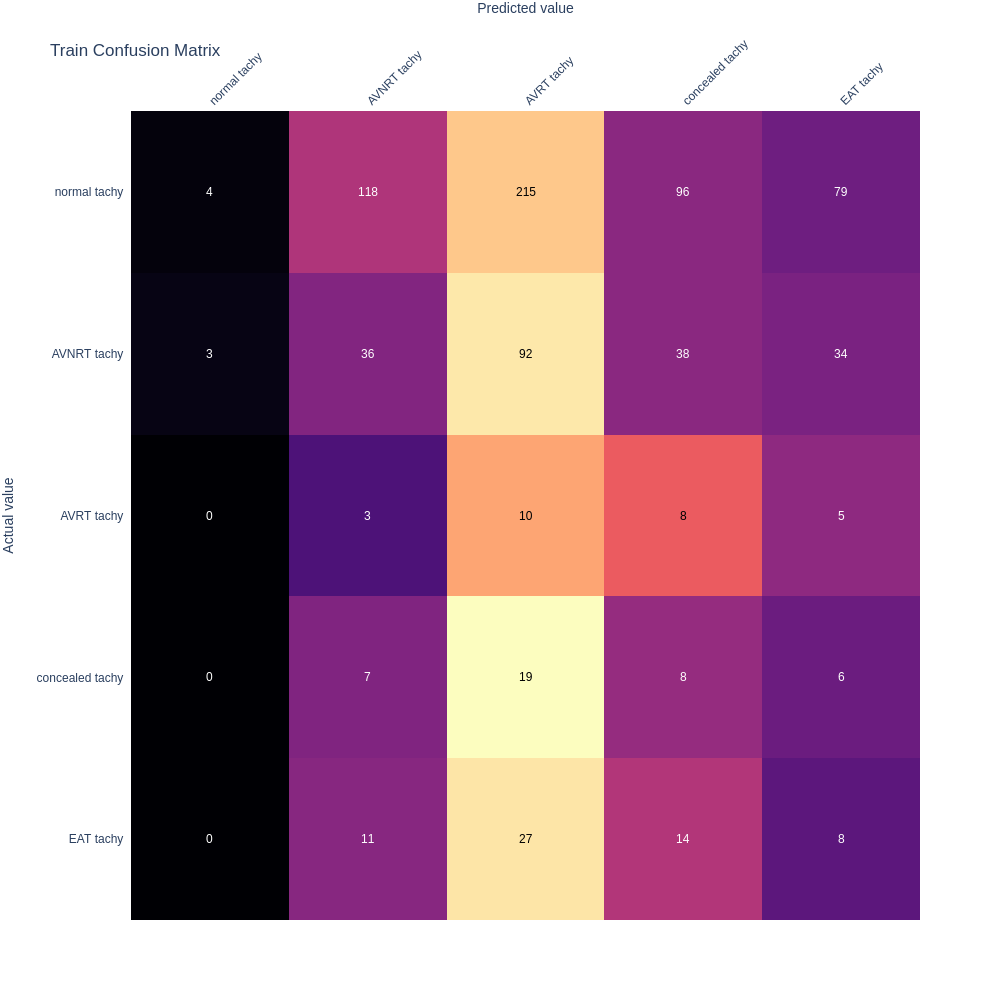 Predicted value
Train Confusion Matrix
normal tachy
AVNRT tachy
AVRT tachy
concealed tachy
EAT tachy
normal tachy 4 118 215 96 79
AVNRT tachy 3 36 92 38 34
AVRT tachy 0 3 10 8 5
concealed tachy 0 7 19 8 6
EAT tachy 0 11 27 14 8
Actual value